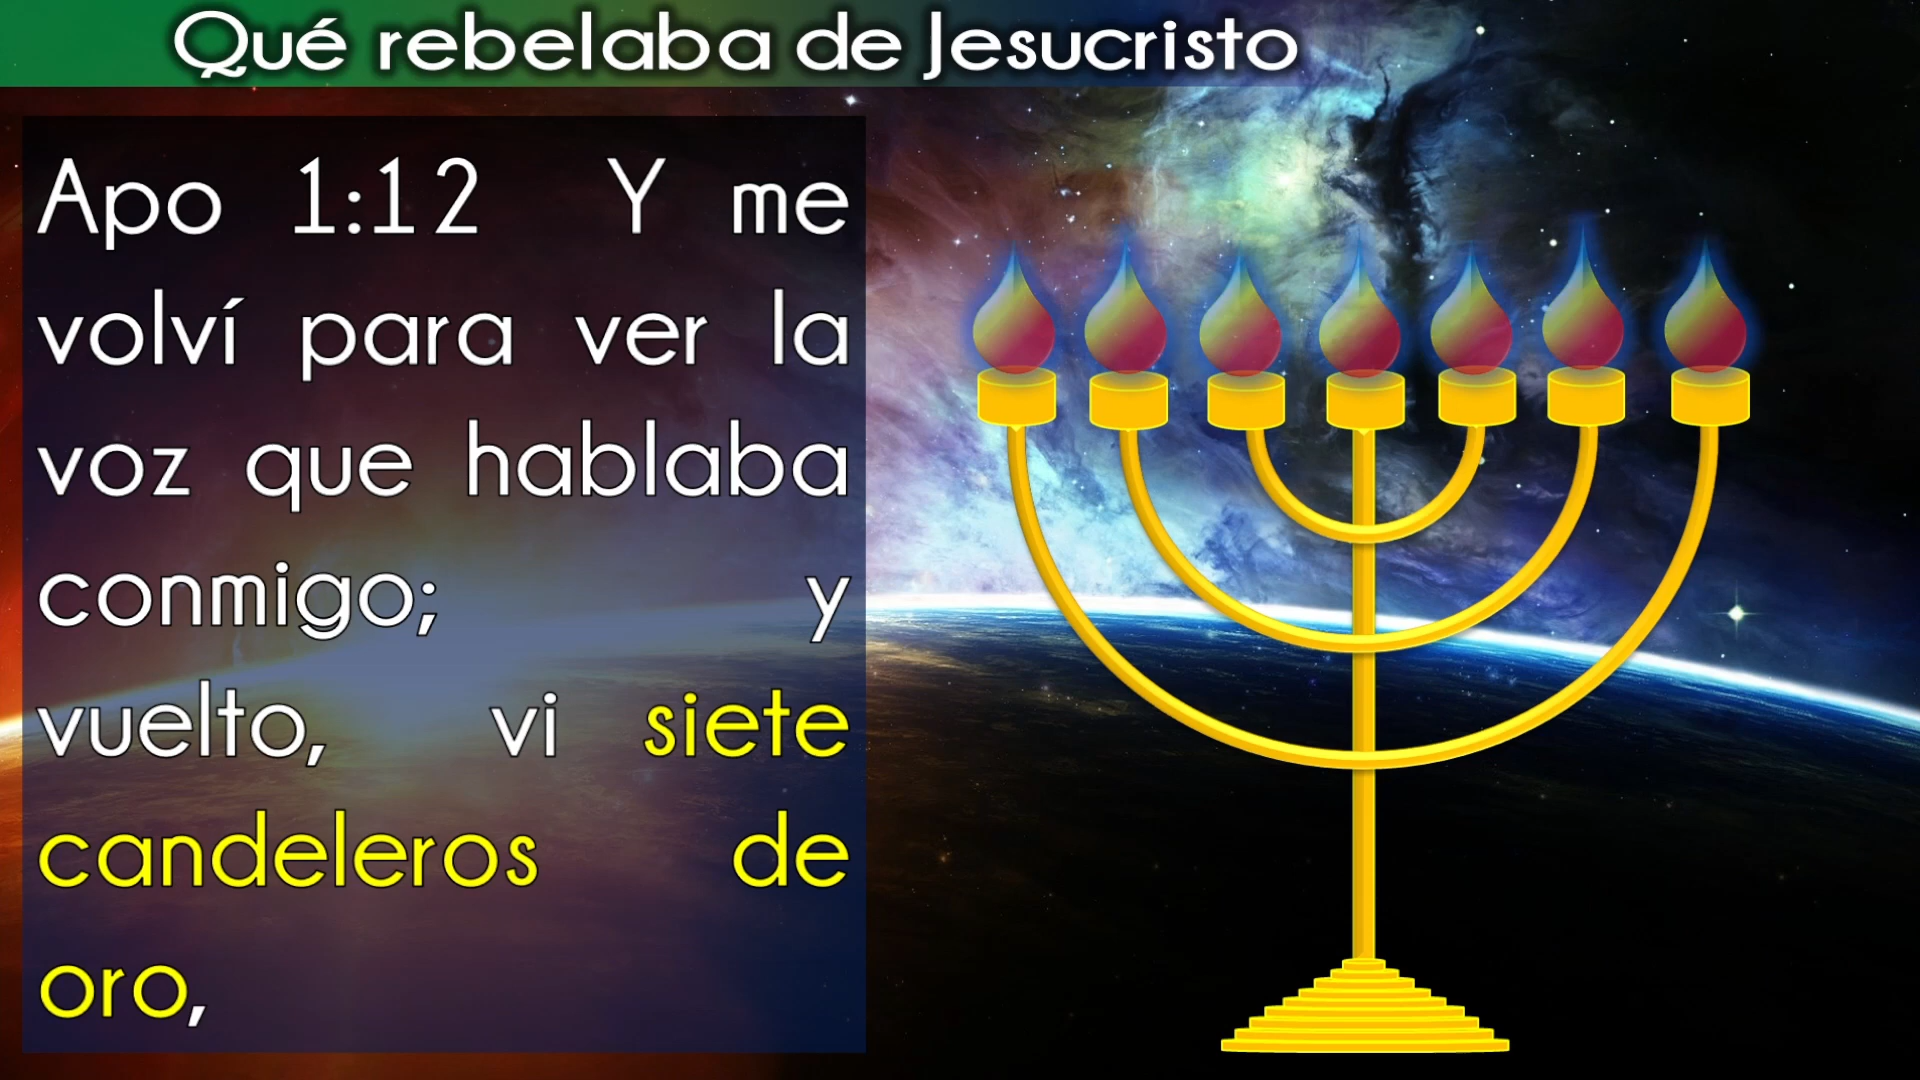 Qué rebelaba de Jesucristo
Apo 1:12 Y me
volví para ver la
voz que hablaba
conmigo; y
vuelto, vi siete
candeleros de
oro,